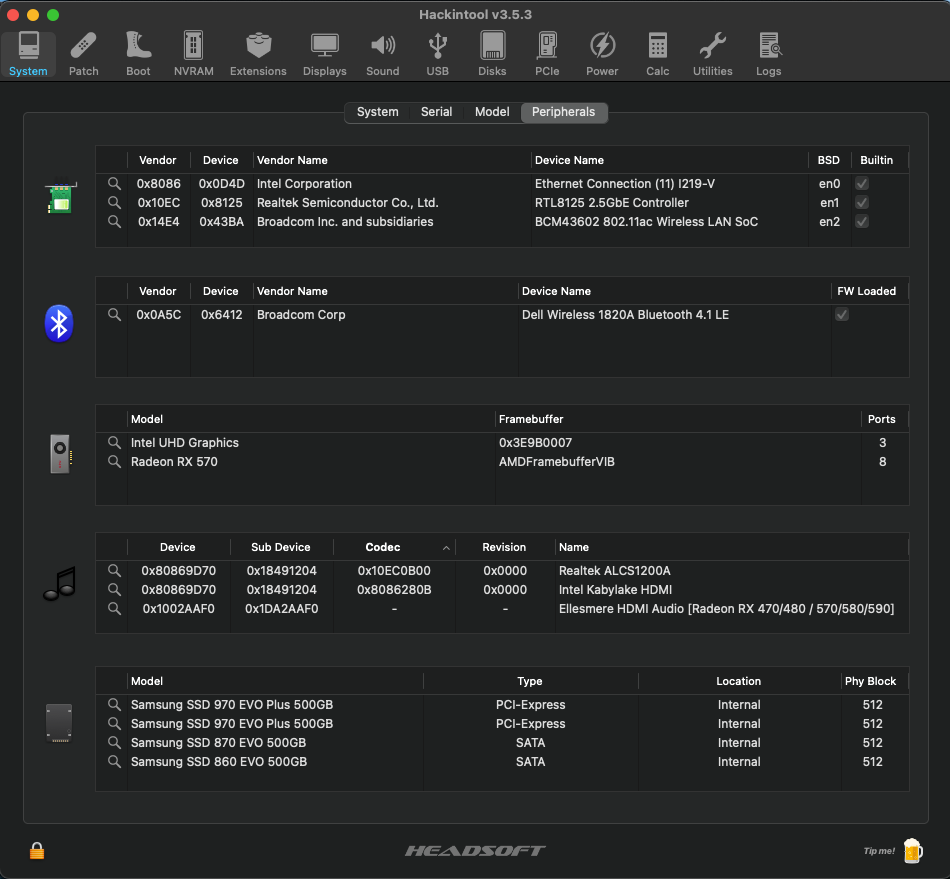 Hackintool v3.5.3
System Patch Boot NVRAM Extensions Displays Sound USB Disks PCIe Power Calc Utilities Logs
System Serial Model Peripherals
Vendor Device Vendor Name Device Name BSD Builtin
0x8086 0x0D4D Intel Corporation Ethernet Connection (11) I219-V en0
0x10EC 0x8125 Realtek Semiconductor Co., Ltd. RTL8125 2.5GbE Controller en1
0x14E4 0x43BA Broadcom Inc. and subsidiaries BCM43602 802.11ac Wireless LAN SoC en2
Vendor Device Vendor Name Device Name FW Loaded
0x0A5C 0x6412 Broadcom Corp Dell Wireless 1820A Bluetooth 4.1 LE
Model Framebuffer Ports
Intel UHD Graphics 0x3E9B0007 3
Radeon RX 570 AMDFramebufferVIB 8
Device Sub Device Codec Revision Name
0x80869D70 0x18491204 0x10EC0B00 0x0000 Realtek ALCS1200A
0x80869D70 0x18491204 0x8086280B 0x0000 Intel Kabylake HDMI
0x1002AAF0 0x1DA2AAF0 - - Ellesmere HDMI Audio [Radeon RX 470/480 / 570/580/590]
Model Type Location Phy Block
Samsung SSD 970 EVO Plus 500GB PCI-Express Internal 512
Samsung SSD 970 EVO Plus 500GB PCI-Express Internal 512
Samsung SSD 870 EVO 500GB SATA Internal 512
Samsung SSD 860 EVO 500GB SATA Internal 512
HEADSOFT
Tip me!